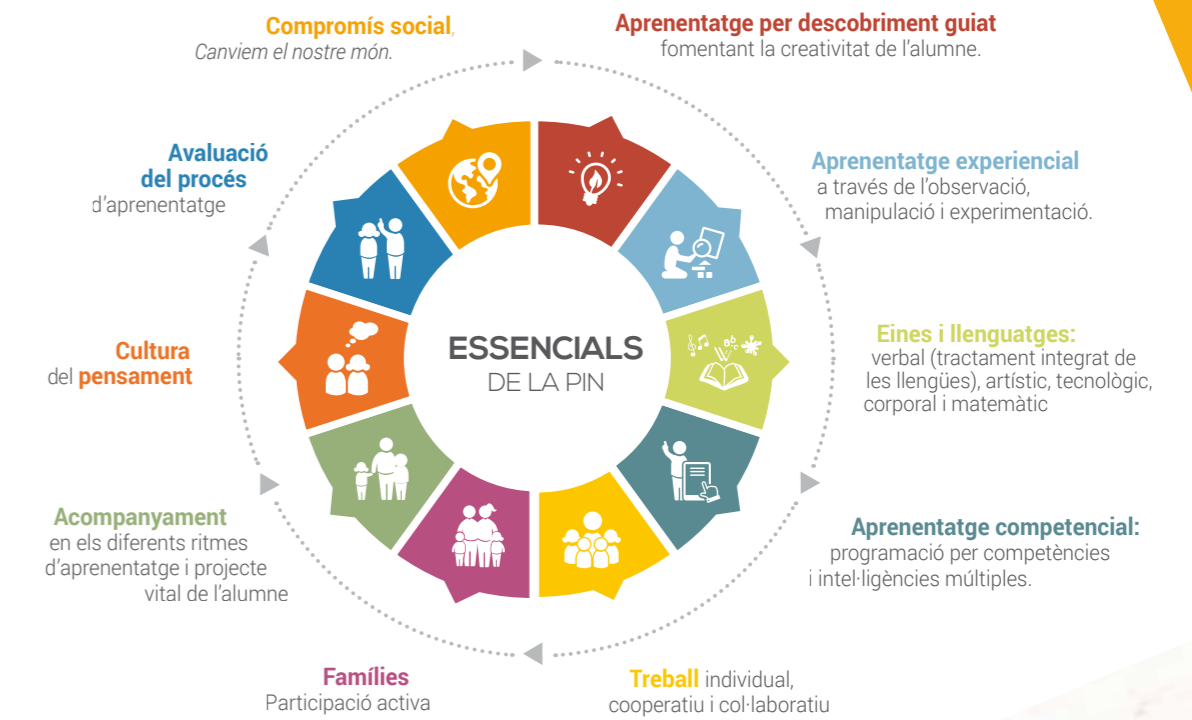 Compromís social,
Canviem el nostre món.
Aprenentatge per descobriment guiat
fomentant la creativitat de l'alumne.
Aprenentatge experiencial
a través de l'observació,
manipulació i experimentació.
Eines i llenguatges:
verbal (tractament integrat de
les llengües), artístic, tecnològic,
corporal i matemàtic
Aprenentatge competencial:
programació per competències
i intel·ligències múltiples.
Treball individual,
cooperatiu i col·laboratiu
Famílies
Participació activa
Acompanyament
en els diferents ritmes
d'aprenentatge i projecte
vital de l'alumne
Cultura
del pensament
Avaluació
del procés
d'aprenentatge
ESSENCIALS
DE LA PIN